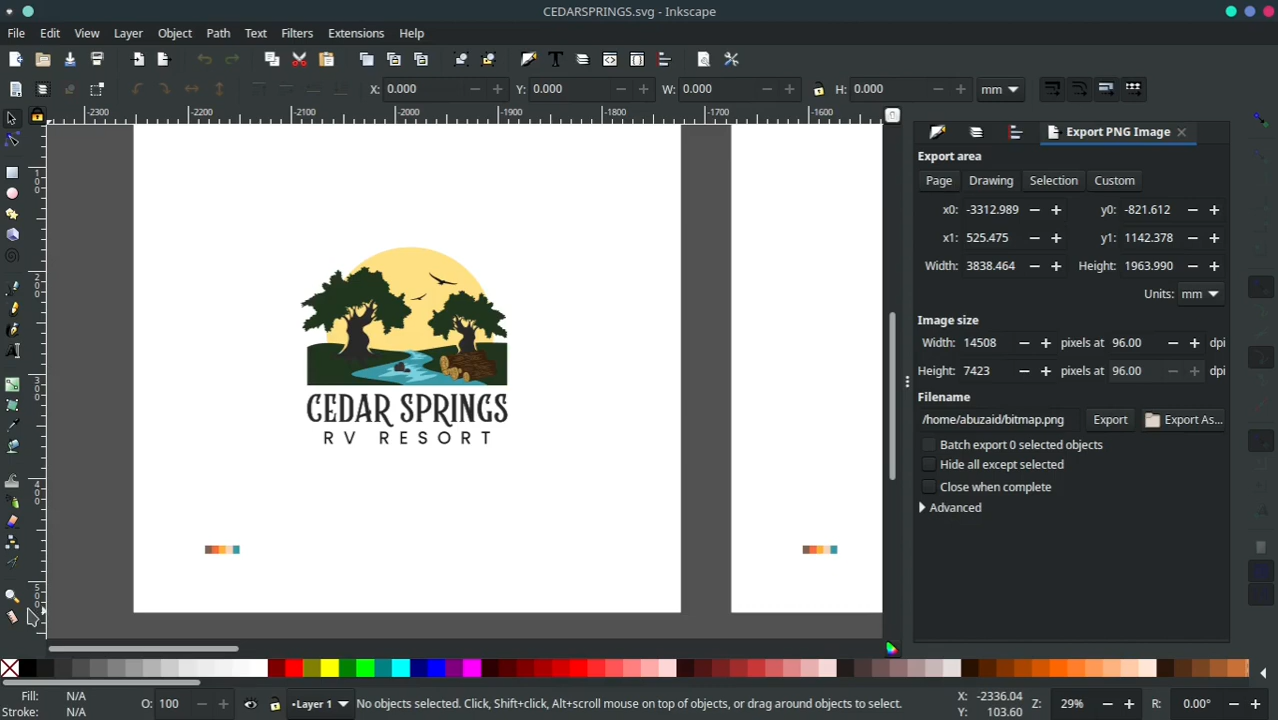 CEDARSPRINGS.svg - Inkscape
File Edit View Layer Object Path Text Filters Extensions Help
X: 0.000 Y: 0.000 W: 0.000 H: 0.000 mm
-2300 -2200 -2100 -2000 -1900 -1800 -1700 -1600
100
200
300
400
500
Export PNG Image
Export area
Page Drawing Selection Custom
x0: -3312.989 y0: -821.612
x1: 525.475 y1: 1142.378
Width: 3838.464 Height: 1963.990
Units: mm
Image size
Width: 14508 pixels at 96.00 dpi
Height: 7423 pixels at 96.00 dpi
Filename
/home/abuzaid/bitmap.png Export Export As...
Batch export 0 selected objects
Hide all except selected
Close when complete
Advanced
CEDAR SPRINGS
RV RESORT
Fill: N/A
Stroke: N/A
O: 100
•Layer 1
No objects selected. Click, Shift+click, Alt+scroll mouse on top of objects, or drag around objects to select.
X: -2336.04
Y: 103.60
Z: 29%
R: 0.00°